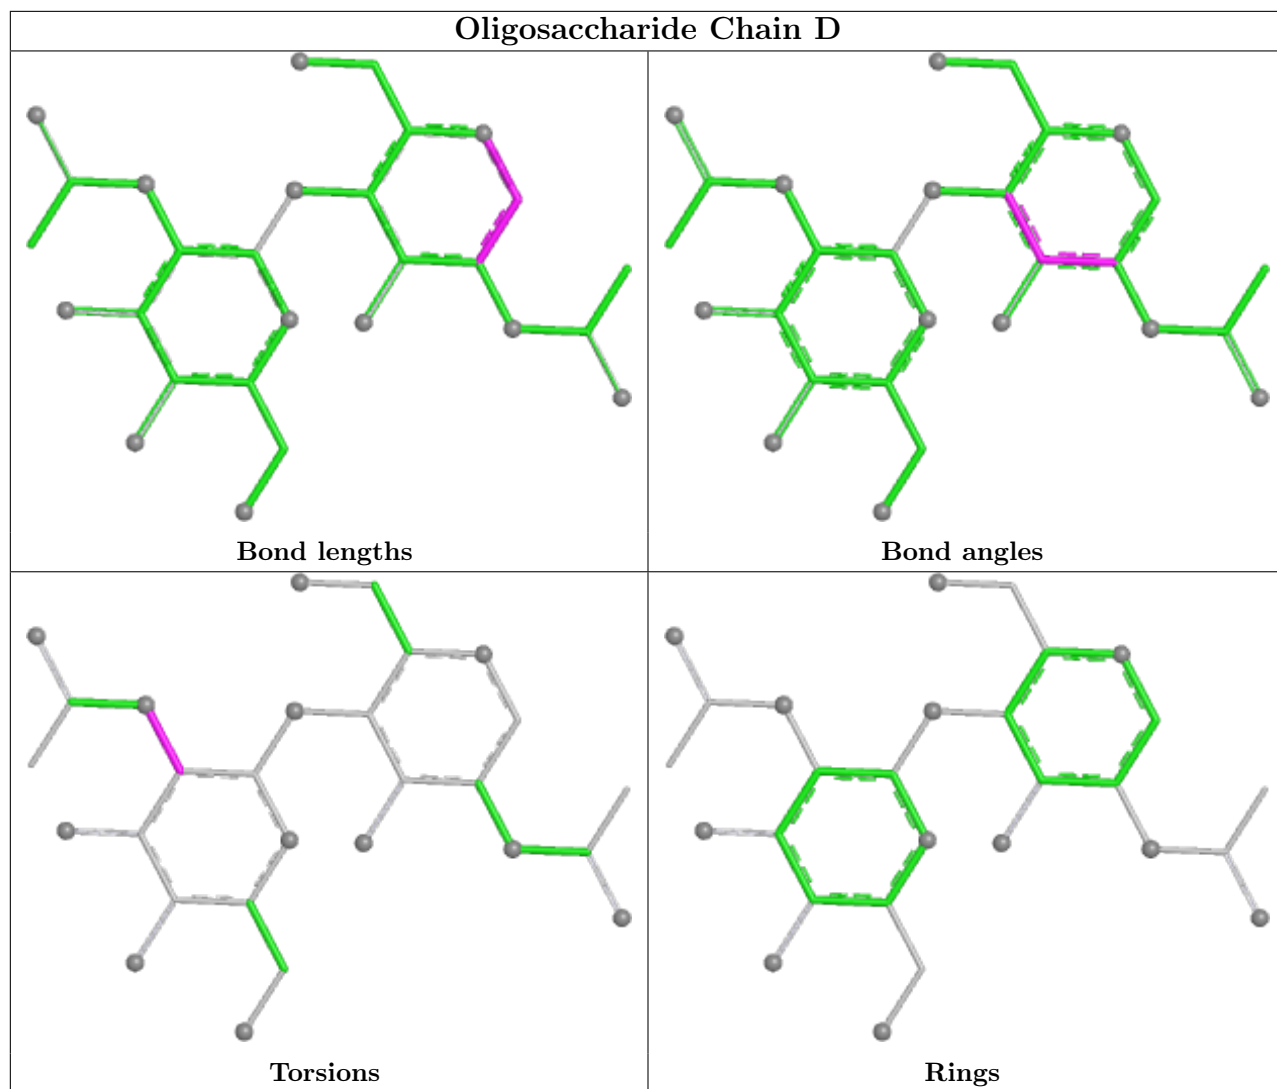 Oligosaccharide Chain D
Bond lengths
Bond angles
Torsions
Rings